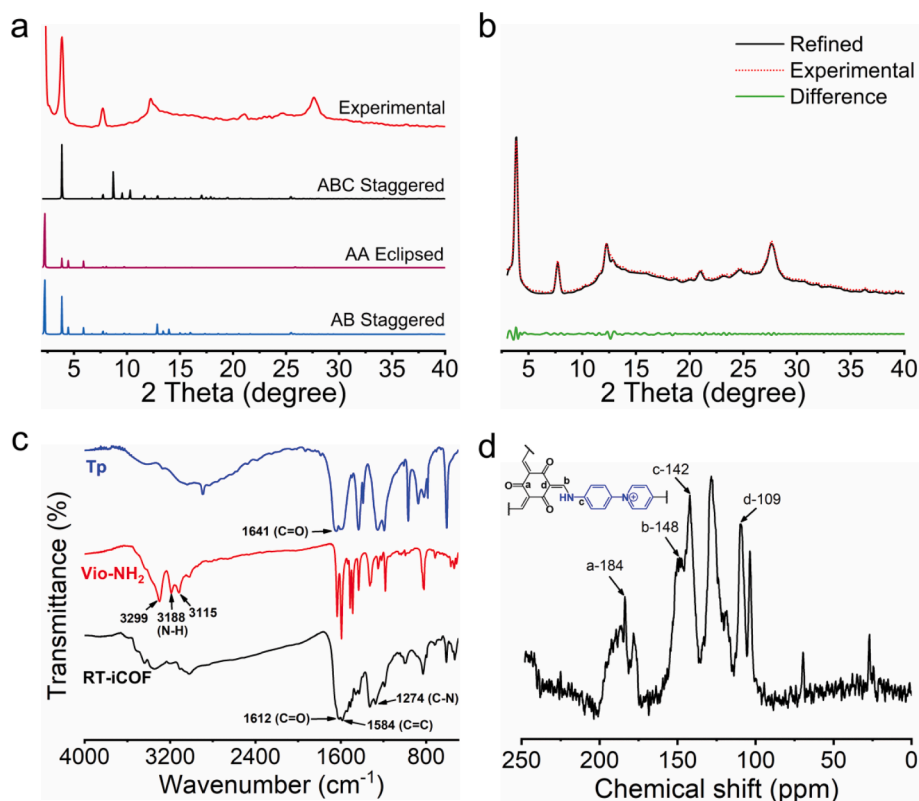 a
Experimental
ABC Staggered
AA Eclipsed
AB Staggered
5 10 15 20 25 30 35 40
2 Theta (degree)
b
Refined
Experimental
Difference
5 10 15 20 25 30 35 40
2 Theta (degree)
c
Transmittance (%)
Tp
1641 (C=O)
Vio-NH₂
3299
3188
(N-H)
3115
RT-iCOF
1274 (C-N)
1612 (C=O)
1584 (C=C)
4000 3200 2400 1600 800
Wavenumber (cm⁻¹)
d
O
O
b
a
d
HN
O
c
N
+
c-142
b-148
d-109
a-184
250 200 150 100 50 0
Chemical shift (ppm)